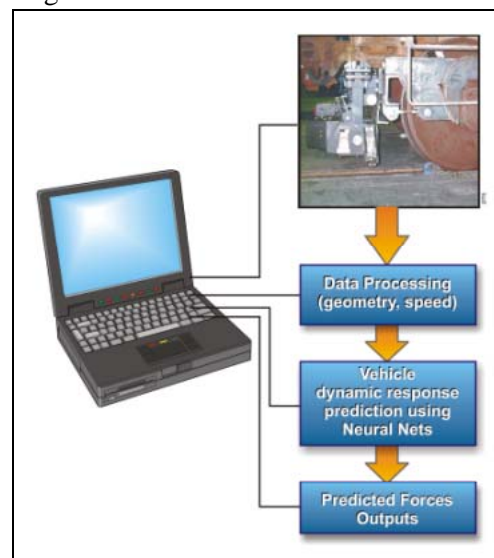 Data Processing
(geometry, speed)
Vehicle
dynamic response
prediction using
Neural Nets
Predicted Forces
Outputs